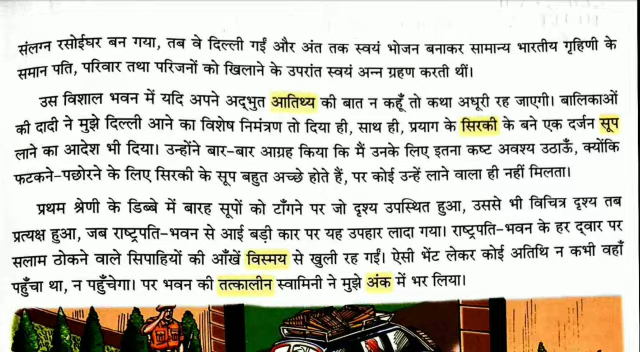 संलग्न रसोईघर बन गया, तब वे दिल्ली गईं और अंत तक स्वयं भोजन बनाकर सामान्य भारतीय गृहिणी के
समान पति, परिवार तथा परिजनों को खिलाने के उपरांत स्वयं अन्न ग्रहण करती थीं।
उस विशाल भवन में यदि अपने अद्भुत आतिथ्य की बात न कहूँ तो कथा अधूरी रह जाएगी। बालिकाओं
की दादी ने मुझे दिल्ली आने का विशेष निमंत्रण तो दिया ही, साथ ही, प्रयाग के सिरकी के बने एक दर्जन सूप
लाने का आदेश भी दिया। उन्होंने बार-बार आग्रह किया कि मैं उनके लिए इतना कष्ट अवश्य उठाऊँ, क्योंकि
फटकने-पछोरने के लिए सिरकी के सूप बहुत अच्छे होते हैं, पर कोई उन्हें लाने वाला ही नहीं मिलता।
प्रथम श्रेणी के डिब्बे में बारह सूपों को टाँगने पर जो दृश्य उपस्थित हुआ, उससे भी विचित्र दृश्य तब
प्रत्यक्ष हुआ, जब राष्ट्रपति-भवन से आई बड़ी कार पर यह उपहार लादा गया। राष्ट्रपति-भवन के हर द्वार पर
सलाम ठोकने वाले सिपाहियों की आँखें विस्मय से खुली रह गईं। ऐसी भेंट लेकर कोई अतिथि न कभी वहाँ
पहुँचा था, न पहुँचेगा। पर भवन की तत्कालीन स्वामिनी ने मुझे अंक में भर लिया।